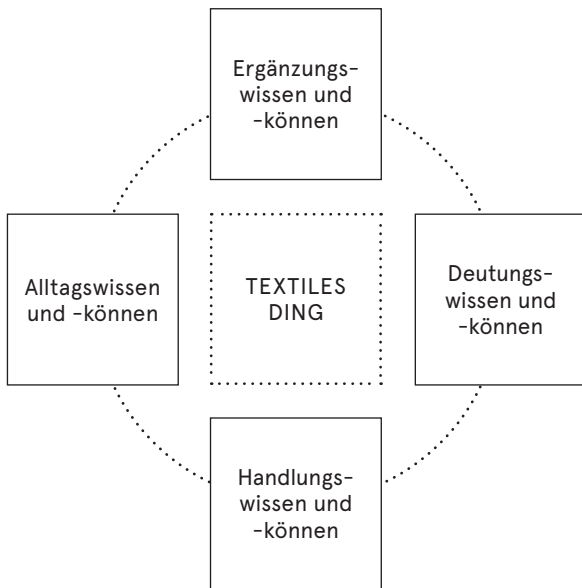 Ergänzungs-
wissen und
-können
Alltagswissen
und -können
TEXTILES
DING
Deutungs-
wissen und
-können
Handlungs-
wissen und
-können